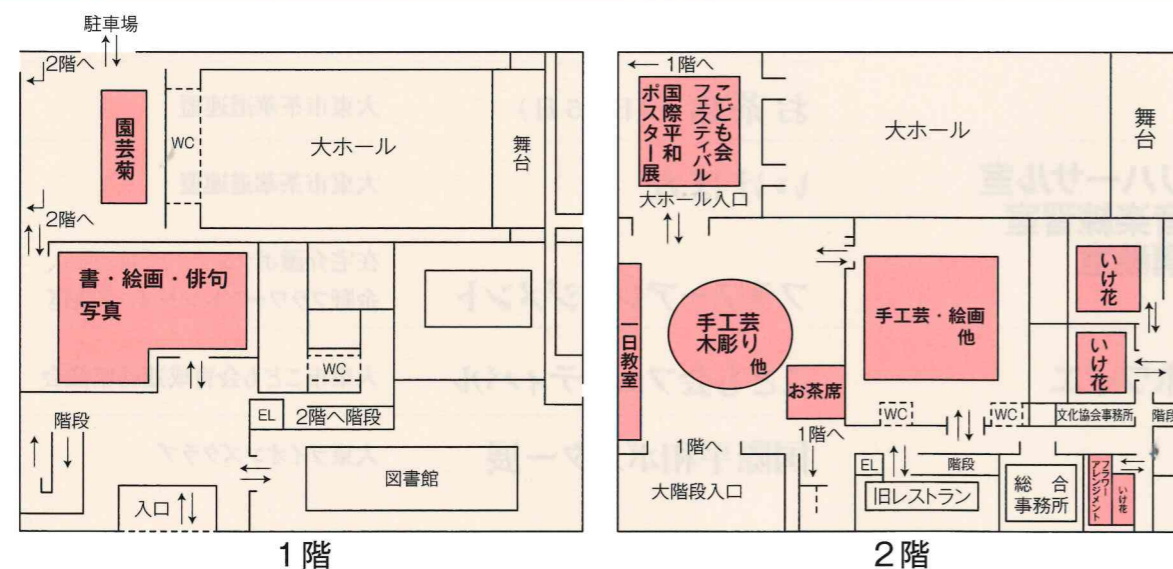 駐車場
2階へ
園芸菊
WC
大ホール
舞台
2階へ
書・絵画・俳句
写真
WC
階段
EL
2階へ階段
図書館
入口
1階
1階へ
こども会
フェスティバル
国際平和
ポスター展
大ホール
舞台
大ホール入口
いけ花
手工芸
木彫り
他
手工芸・絵画
他
一日教室
いけ花
お茶席
WC
WC
文化協会事務所
階段
1階へ
1階へ
EL
階段
大階段入口
旧レストラン
総合
事務所
フラワー
アレンジメント
いけ花
2階